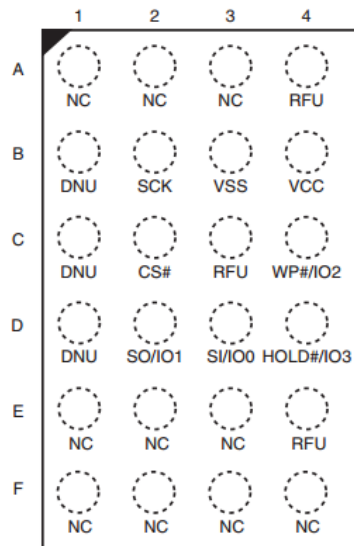 1 2 3 4
A
NC NC NC RFU
B
DNU SCK VSS VCC
C
DNU CS# RFU WP#/IO2
D
DNU SO/IO1 SI/IO0 HOLD#/IO3
E
NC NC NC RFU
F
NC NC NC NC